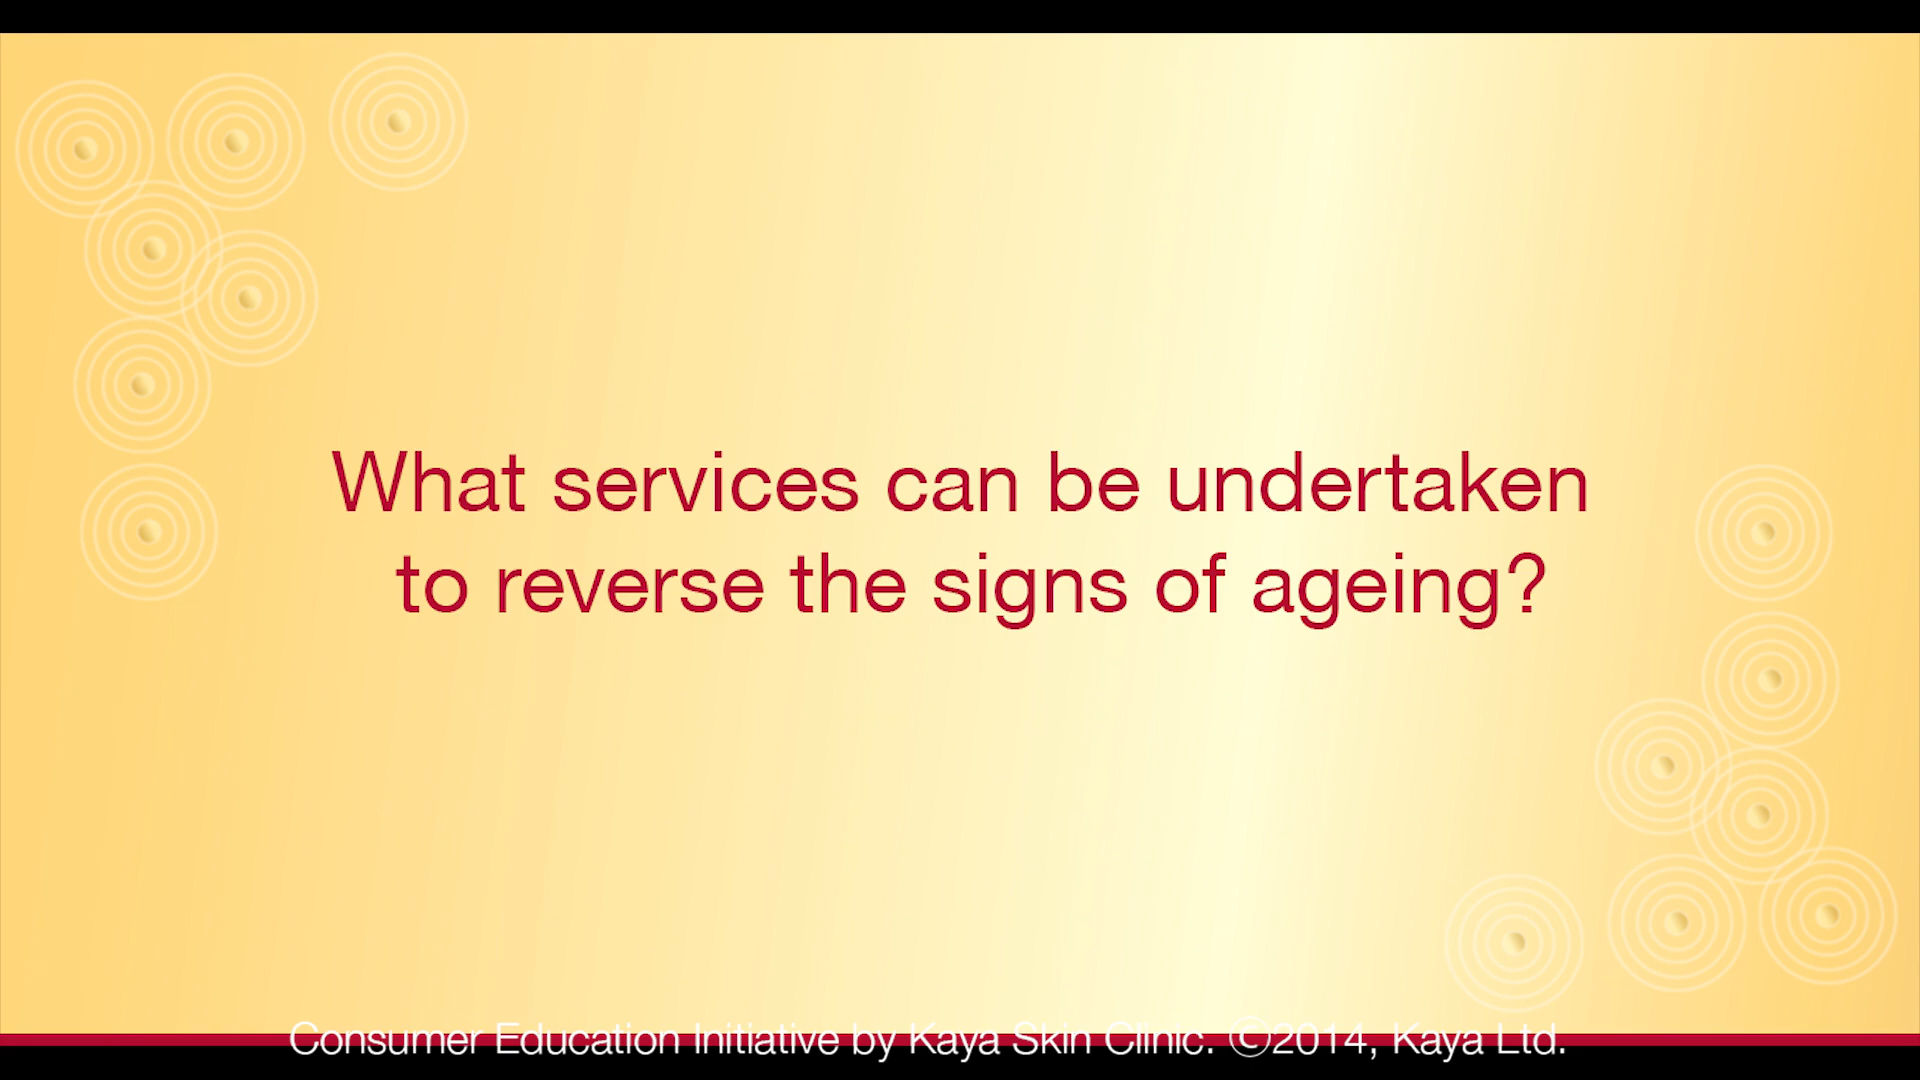 What services can be undertaken
to reverse the signs of ageing?
Consumer Education Initiative by Kaya Skin Clinic. ©2014, Kaya Ltd.